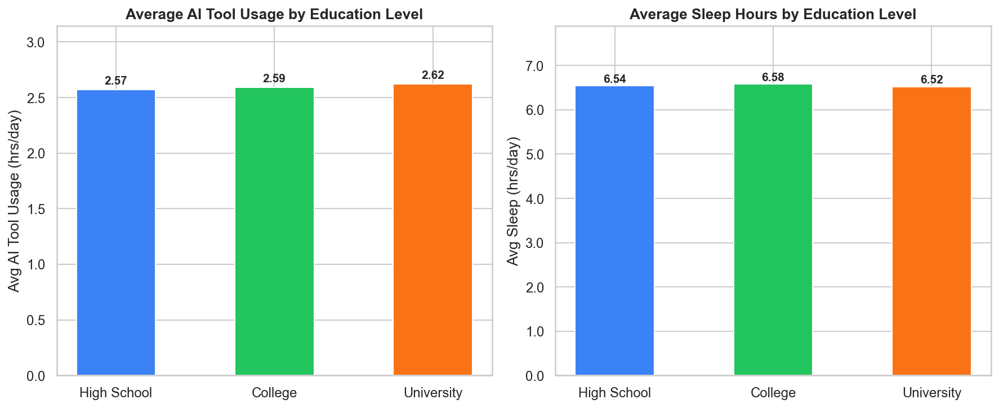 Average AI Tool Usage by Education Level
Avg AI Tool Usage (hrs/day)
3.0
2.5
2.0
1.5
1.0
0.5
0.0
2.57
2.59
2.62
High School
College
University
Average Sleep Hours by Education Level
Avg Sleep (hrs/day)
7.0
6.0
5.0
4.0
3.0
2.0
1.0
0.0
6.54
6.58
6.52
High School
College
University